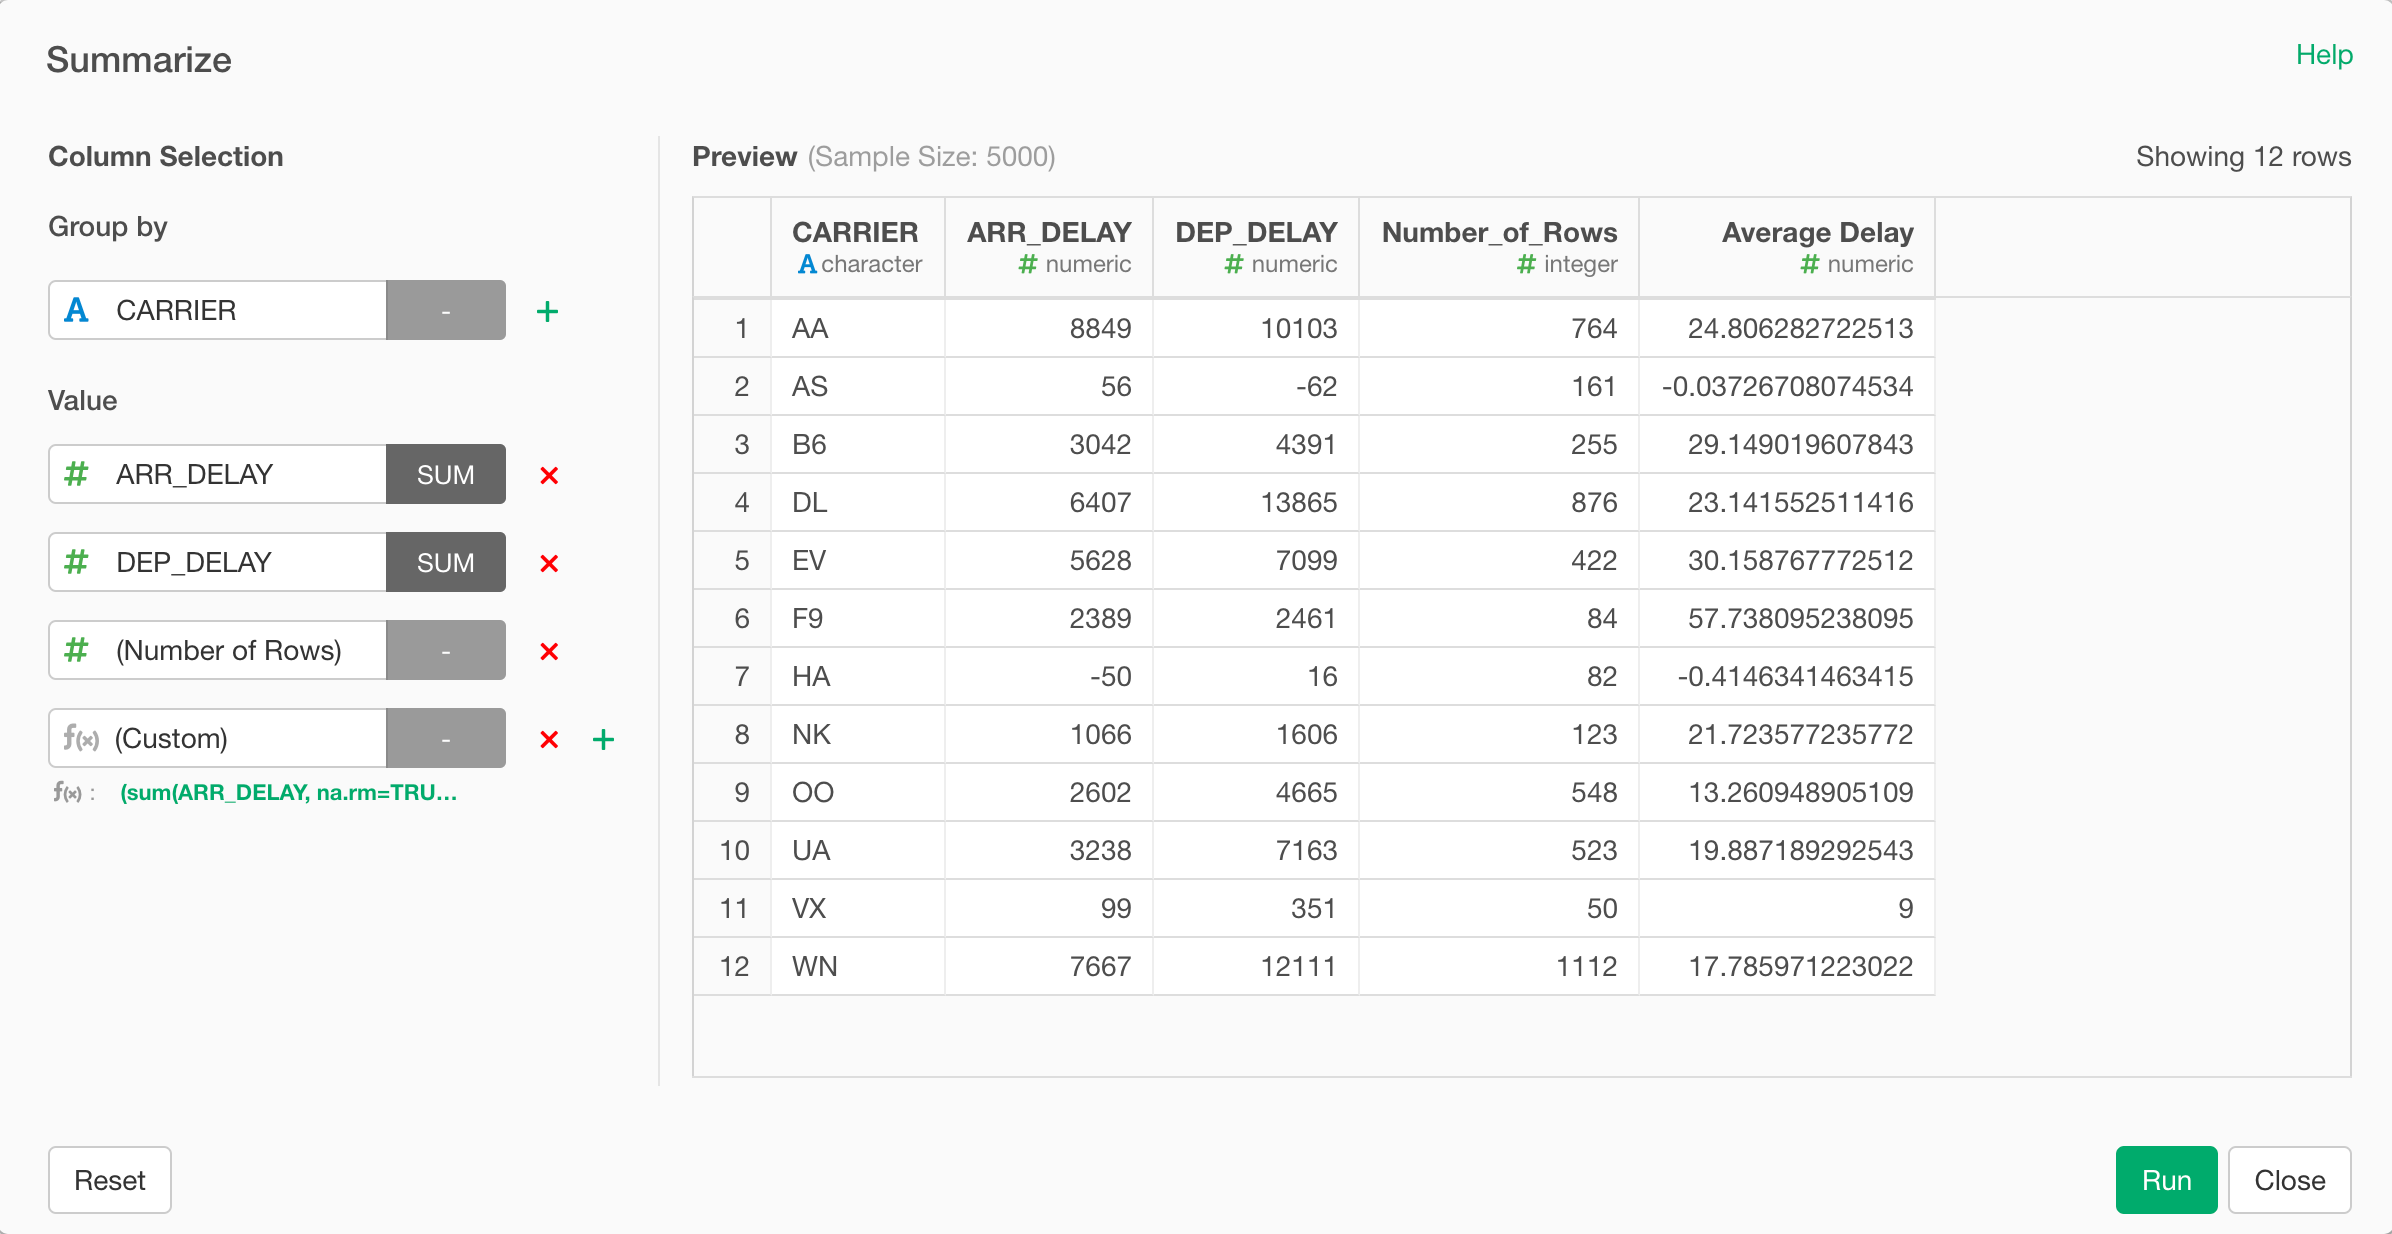 Summarize
Help
Column Selection
Group by
CARRIER -
+
Value
ARR_DELAY SUM
DEP_DELAY SUM
(Number of Rows) -
f(x) (Custom) -
+
f(x) : (sum(ARR_DELAY, na.rm=TRU...
Preview (Sample Size: 5000)
Showing 12 rows
CARRIER ARR_DELAY DEP_DELAY Number_of_Rows Average Delay
A character # numeric # numeric # integer # numeric
1 AA 8849 10103 764 24.806282722513
2 AS 56 -62 161 -0.03726708074534
3 B6 3042 4391 255 29.149019607843
4 DL 6407 13865 876 23.141552511416
5 EV 5628 7099 422 30.158767772512
6 F9 2389 2461 84 57.738095238095
7 HA -50 16 82 -0.4146341463415
8 NK 1066 1606 123 21.723577235772
9 OO 2602 4665 548 13.260948905109
10 UA 3238 7163 523 19.887189292543
11 VX 99 351 50 9
12 WN 7667 12111 1112 17.785971223022
Reset
Run
Close